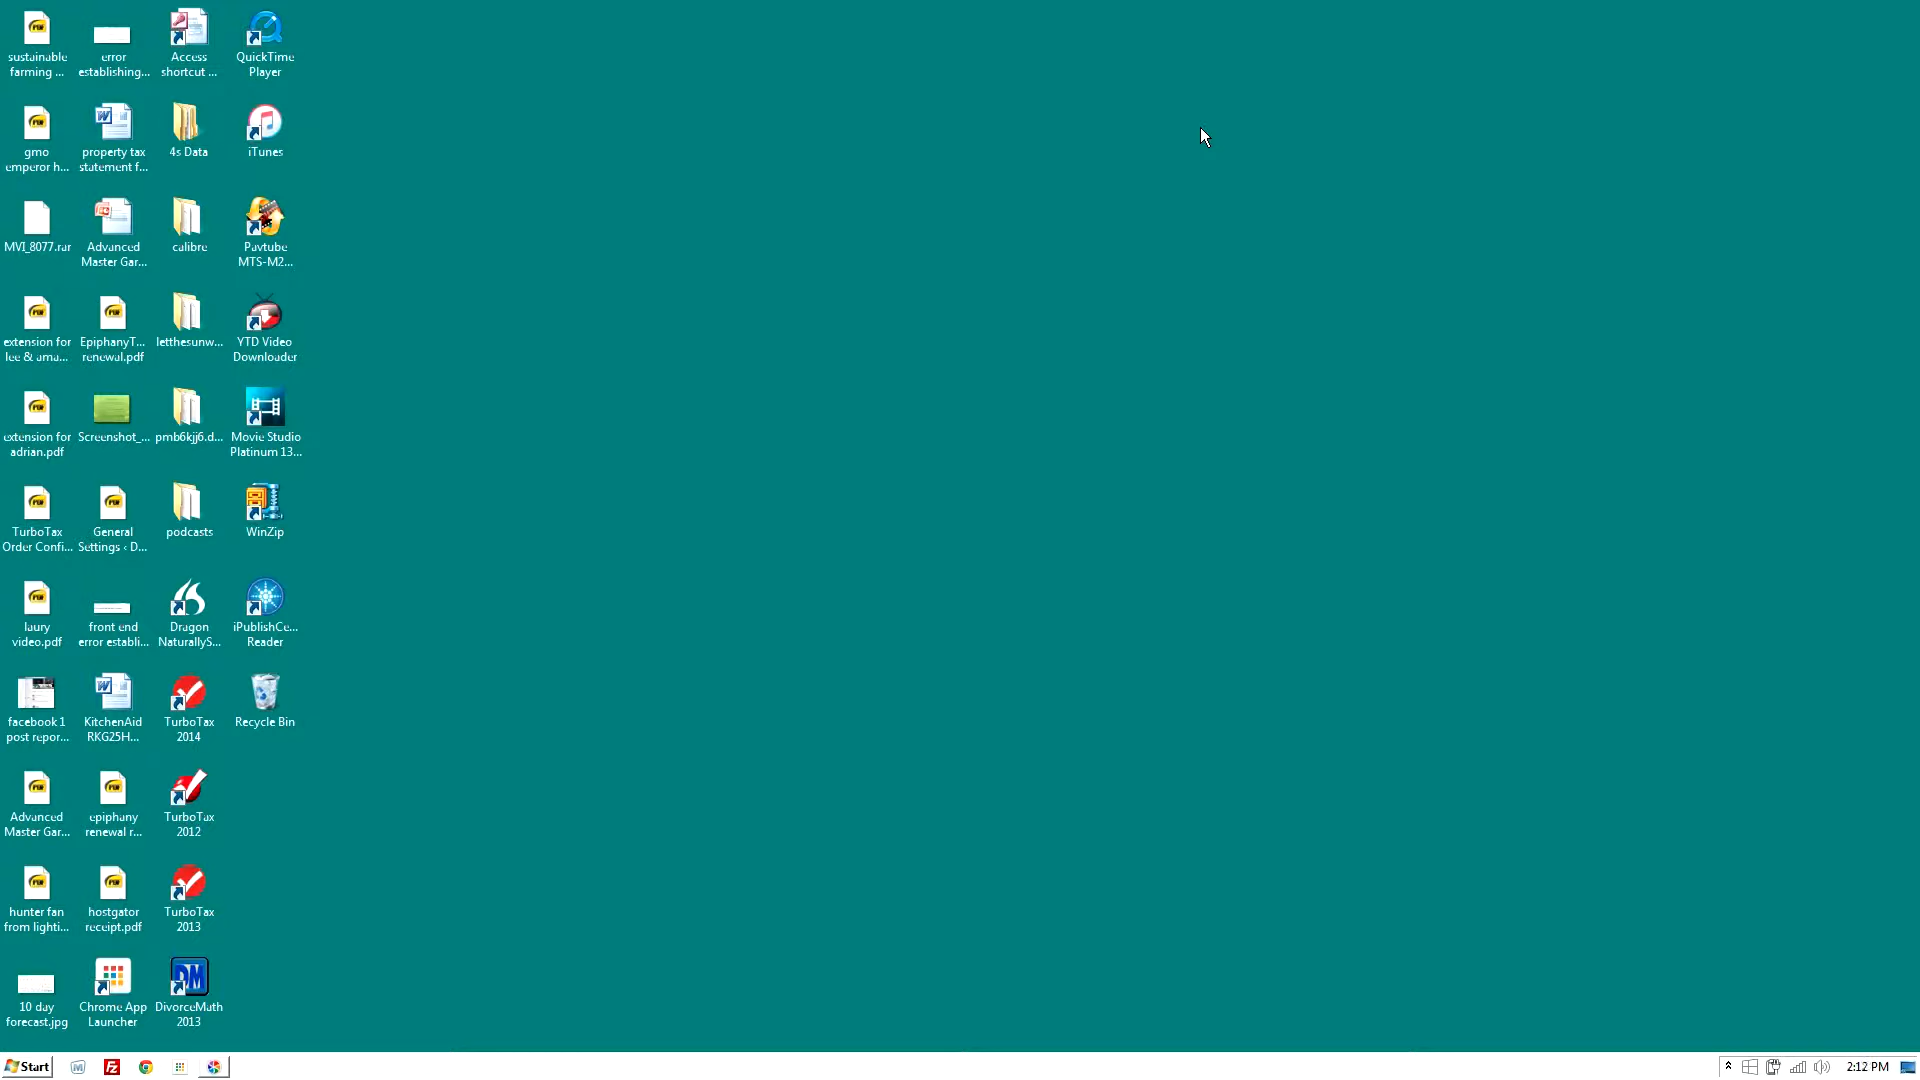 sustainable
farming ...
error
establishing...
Access
shortcut ...
QuickTime
Player
gmo
emperor h...
property tax
statement f...
4s Data
iTunes
MVI_8077.rar
Advanced
Master Gar...
calibre
Pavtube
MTS-M2...
extension for
lee & ama...
EpiphanyT...
renewal.pdf
letthesunw...
YTD Video
Downloader
extension for
adrian.pdf
Screenshot_...
pmb6kjj6.d...
Movie Studio
Platinum 13...
TurboTax
Order Confi...
General
Settings ‹ D...
podcasts
WinZip
laury
video.pdf
front end
error establi...
Dragon
NaturallyS...
iPublishCe...
Reader
facebook 1
post repor...
KitchenAid
RKG25H...
TurboTax
2014
Recycle Bin
Advanced
Master Gar...
epiphany
renewal r...
TurboTax
2012
hunter fan
from lighti...
hostgator
receipt.pdf
TurboTax
2013
10 day
forecast.jpg
Chrome App
Launcher
DM
DivorceMath
2013
Start
Fz
2:12 PM